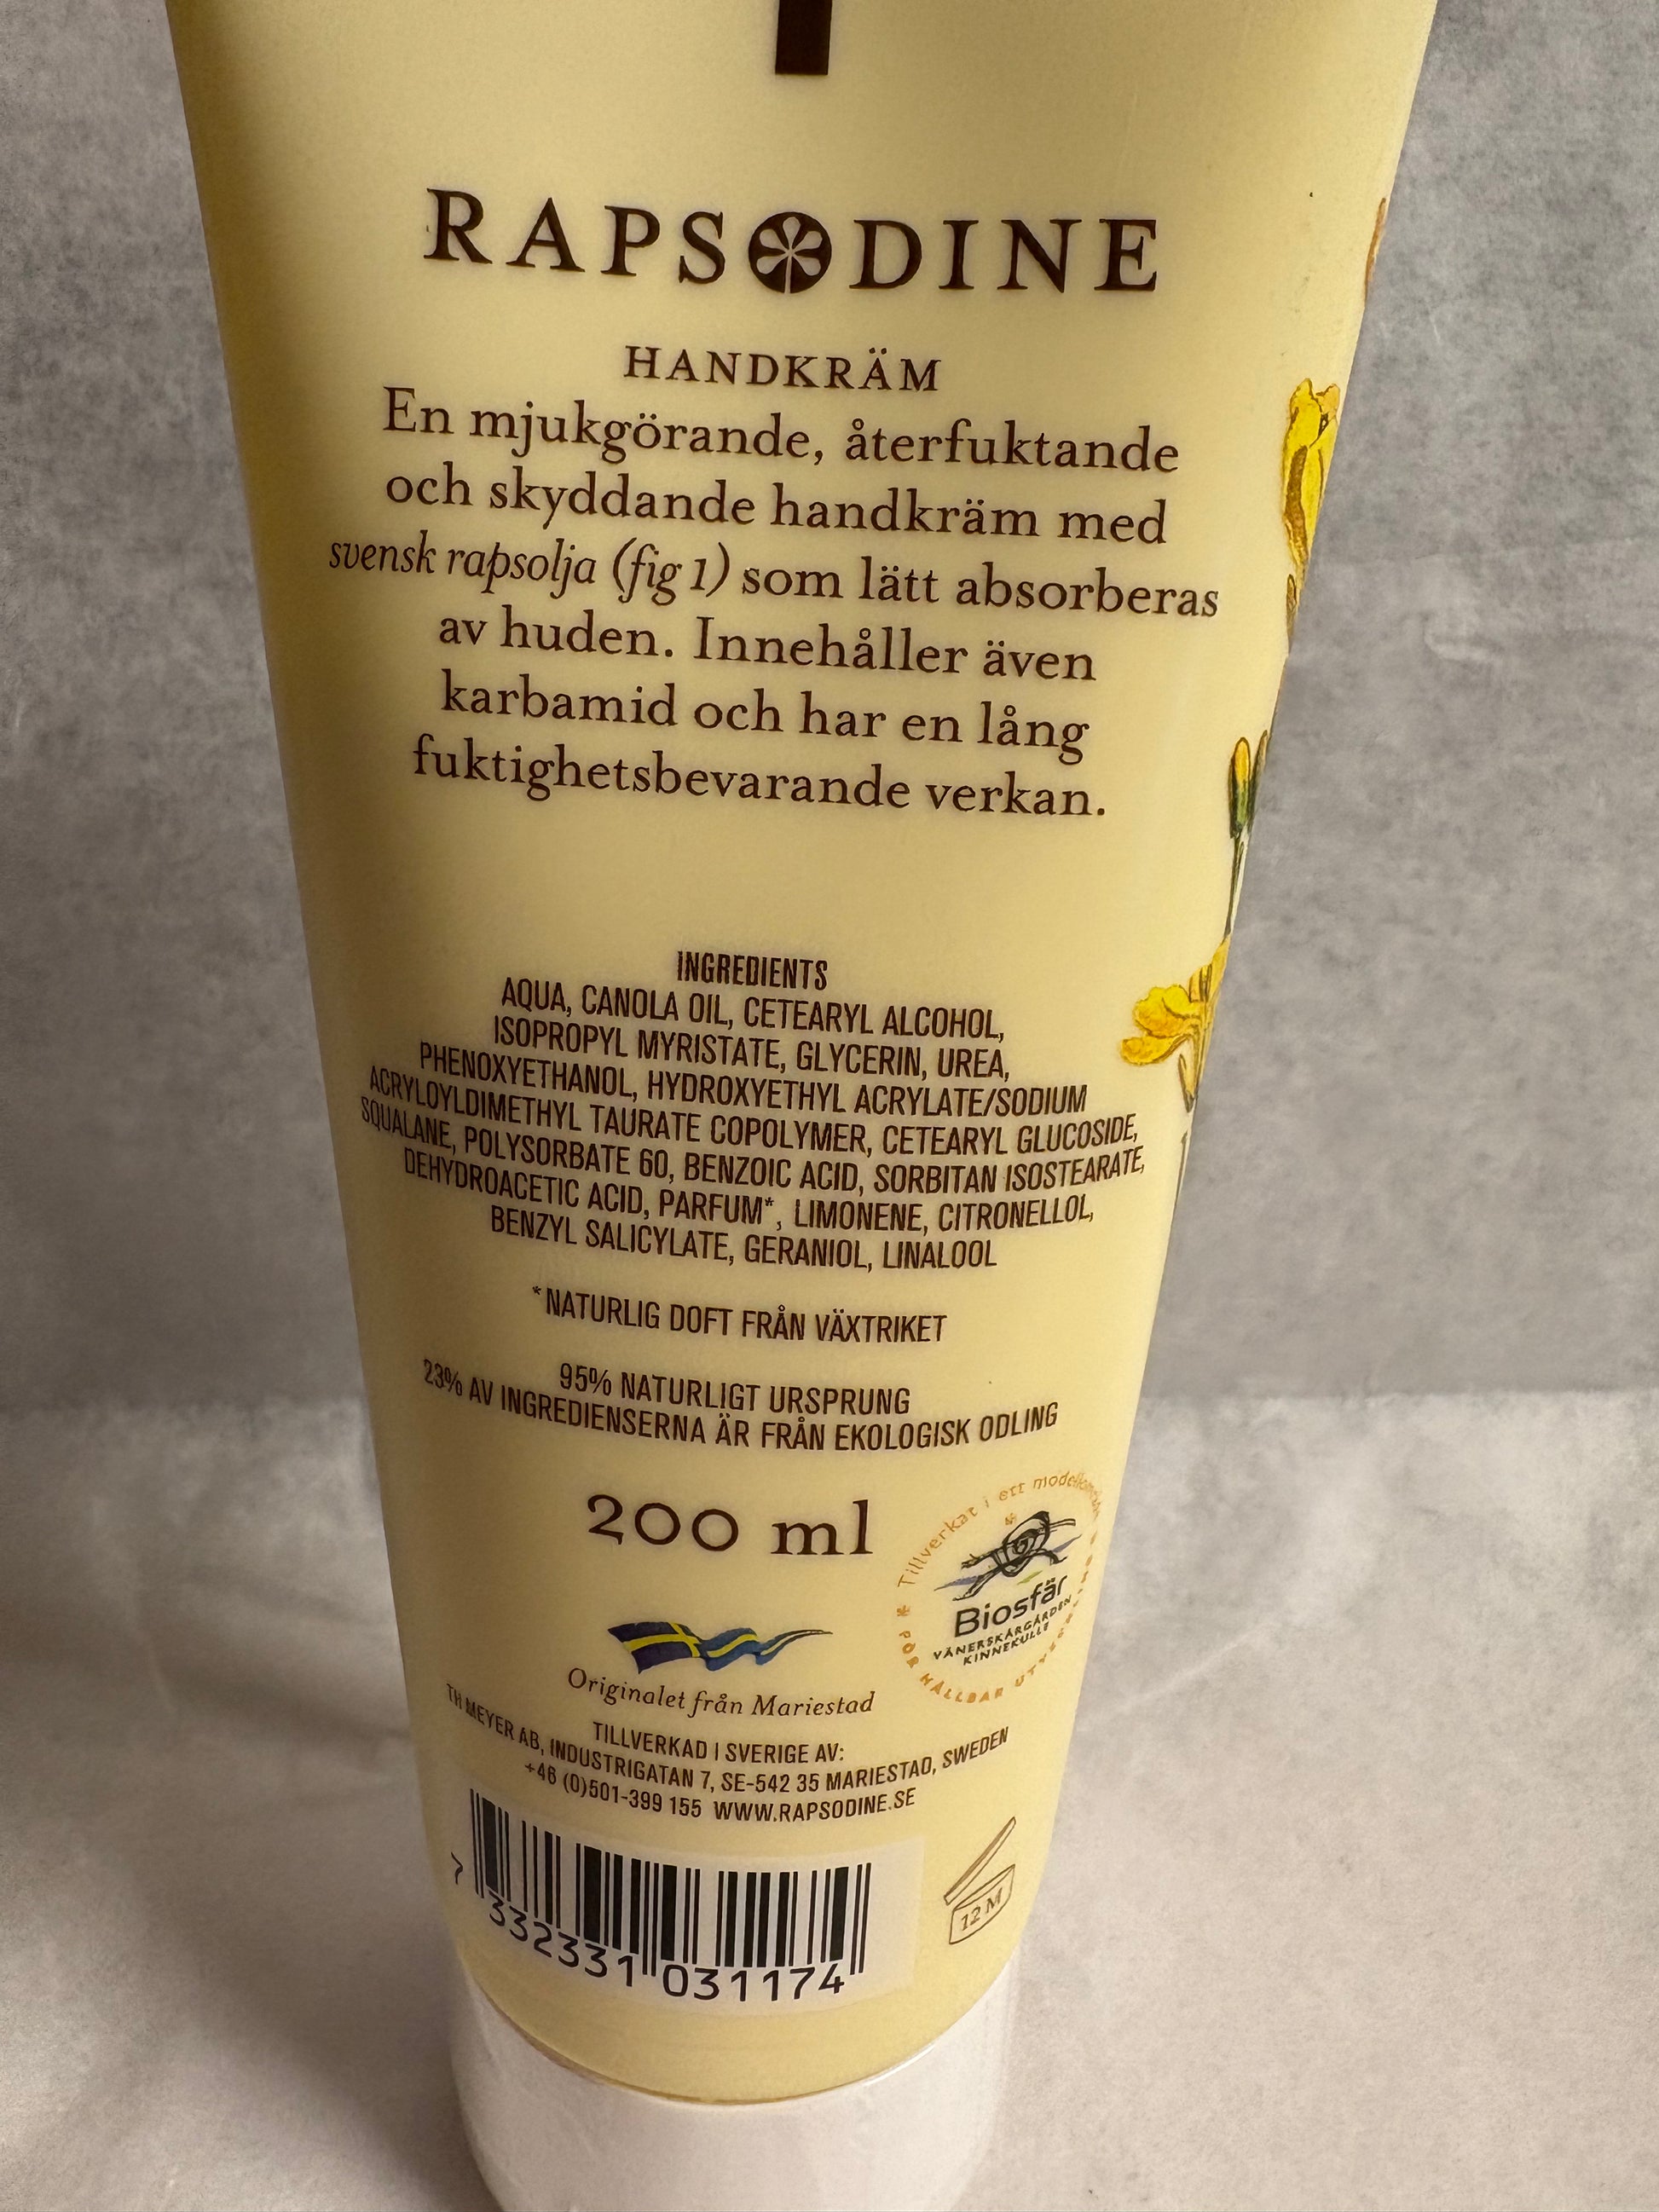 RAPSODINE
HANDKRÄM
En mjukgörande, återfuktande
och skyddande handkräm med
svensk rapsolja (fig 1) som lätt absorberas
av huden. Innehåller även
karbamid och har en lång
fuktighetsbevarande verkan.
INGREDIENTS
AQUA, CANOLA OIL, CETEARYL ALCOHOL,
ISOPROPYL MYRISTATE, GLYCERIN, UREA,
PHENOXYETHANOL, HYDROXYETHYL ACRYLATE/SODIUM
ACRYLOYLDIMETHYL TAURATE COPOLYMER, CETEARYL GLUCOSIDE,
SQUALANE, POLYSORBATE 60, BENZOIC ACID, SORBITAN ISOSTEARATE,
DEHYDROACETIC ACID, PARFUM*, LIMONENE, CITRONELLOL,
BENZYL SALICYLATE, GERANIOL, LINALOOL
*NATURLIG DOFT FRÅN VÄXTRIKET
95% NATURLIGT URSPRUNG
23% AV INGREDIENSERNA ÄR FRÅN EKOLOGISK ODLING
200 ml
Tillverkat i ett
Biosfär
VÄNERSKÄRGÅRDEN
KINNEKULLE
FÖR HÅLLBAR
Originalet från Mariestad
TILLVERKAD I SVERIGE AV:
TH MEYER AB, INDUSTRIGATAN 7, SE-542 35 MARIESTAD, SWEDEN
+46 (0)501-399 155 WWW.RAPSODINE.SE
7 332331 031174
12 M